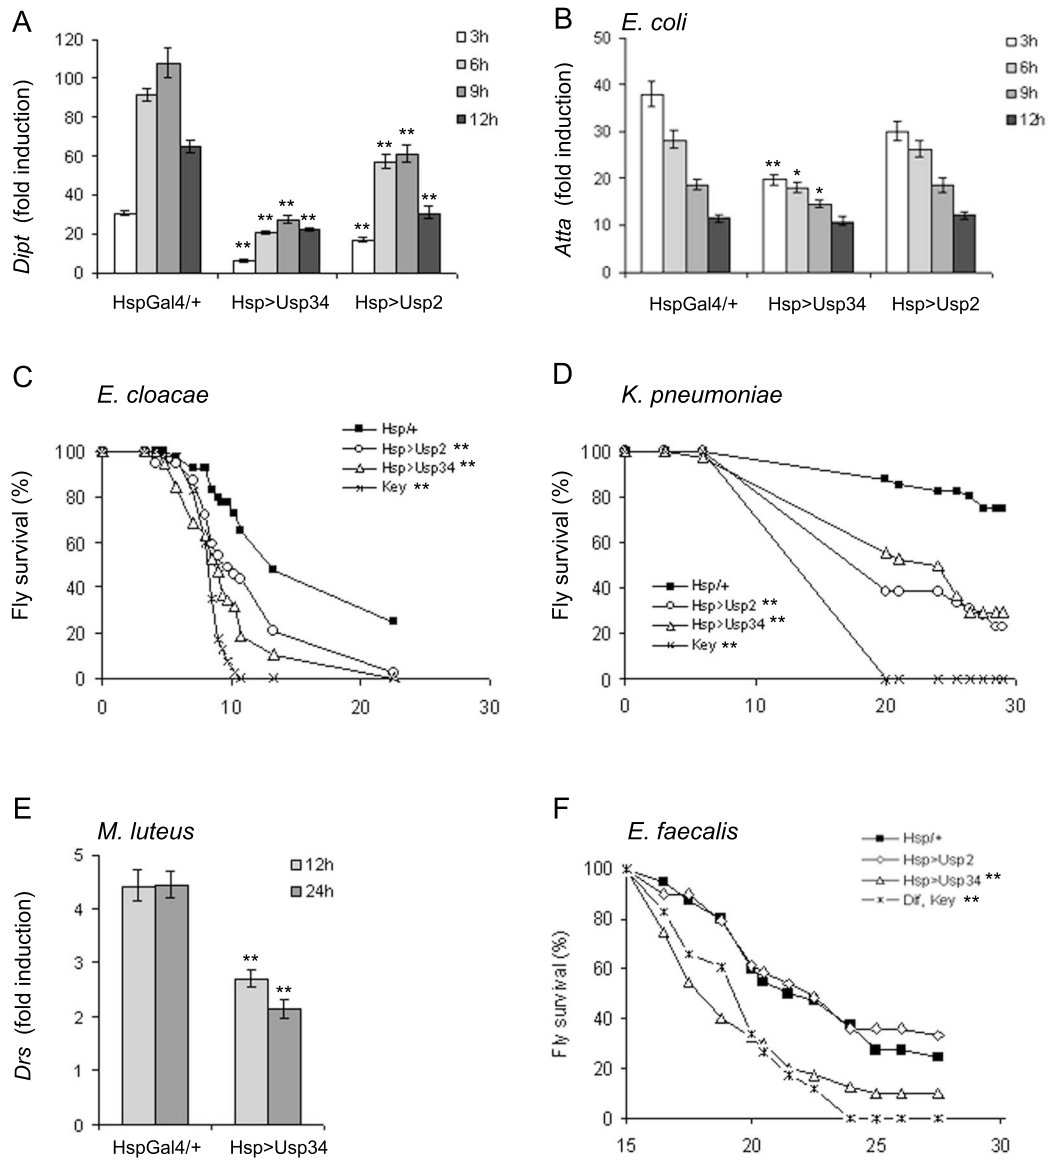 A
Dipt (fold induction)
120
100
80
60
40
20
0
3h
6h
9h
12h
** ** ** **
** ** ** **
HspGal4/+ Hsp>Usp34 Hsp>Usp2
B
E. coli
Atta (fold induction)
50
40
30
20
10
0
3h
6h
9h
12h
** * *
HspGal4/+ Hsp>Usp34 Hsp>Usp2
C
E. cloacae
Fly survival (%)
100
80
60
40
20
0
Hsp/+
Hsp>Usp2 **
Hsp>Usp34 **
Key **
0 10 20 30
D
K. pneumoniae
Fly survival (%)
100
80
60
40
20
0
Hsp/+
Hsp>Usp2 **
Hsp>Usp34 **
Key **
0 10 20 30
E
M. luteus
Drs (fold induction)
5
4
3
2
1
0
12h
24h
** **
HspGal4/+ Hsp>Usp34
F
E. faecalis
Fly survival (%)
100
80
60
40
20
0
Hsp/+
Hsp>Usp2
Hsp>Usp34 **
Dif, Key **
15 20 25 30